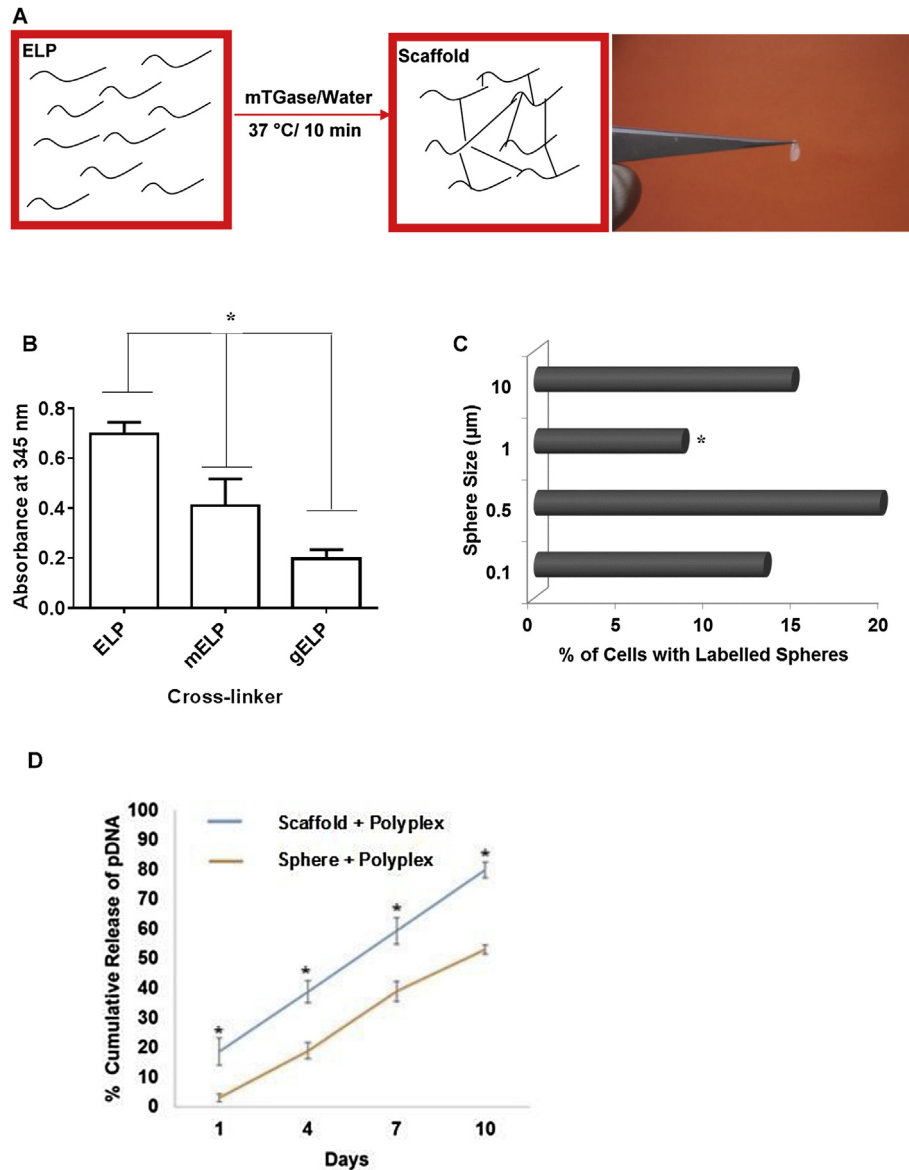 A
ELP
mTGase/Water
37 °C/ 10 min
Scaffold
B
*
Absorbance at 345 nm
0.8
0.6
0.4
0.2
0.0
ELP
mELP
gELP
Cross-linker
C
Sphere Size (µm)
10
1
*
0.5
0.1
0
5
10
15
20
% of Cells with Labelled Spheres
D
% Cumulative Release of pDNA
100
90
80
70
60
50
40
30
20
10
0
Scaffold + Polyplex
Sphere + Polyplex
*
*
*
*
1
4
7
10
Days